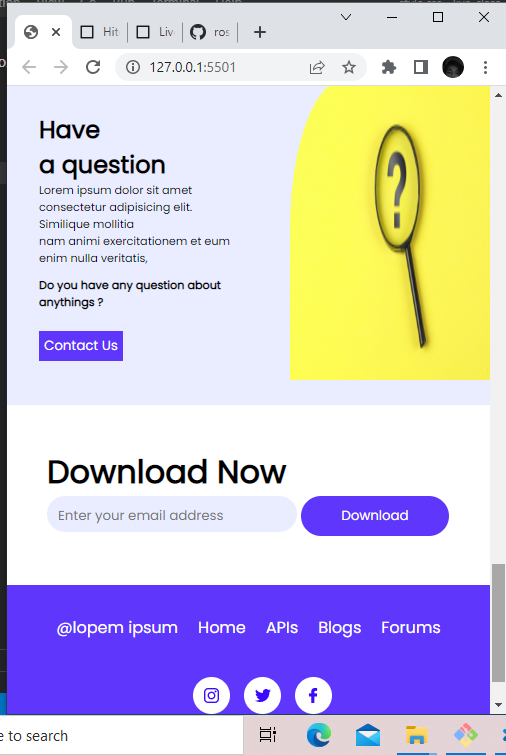 Hit
Liv
ros
127.0.0.1:5501
Have
a question
Lorem ipsum dolor sit amet
consectetur adipisicing elit.
Similique mollitia
nam animi exercitationem et eum
enim nulla veritatis,
Do you have any question about
anythings ?
Contact Us
?
Download Now
Enter your email address
Download
@lopem ipsum Home APIs Blogs Forums
e to search